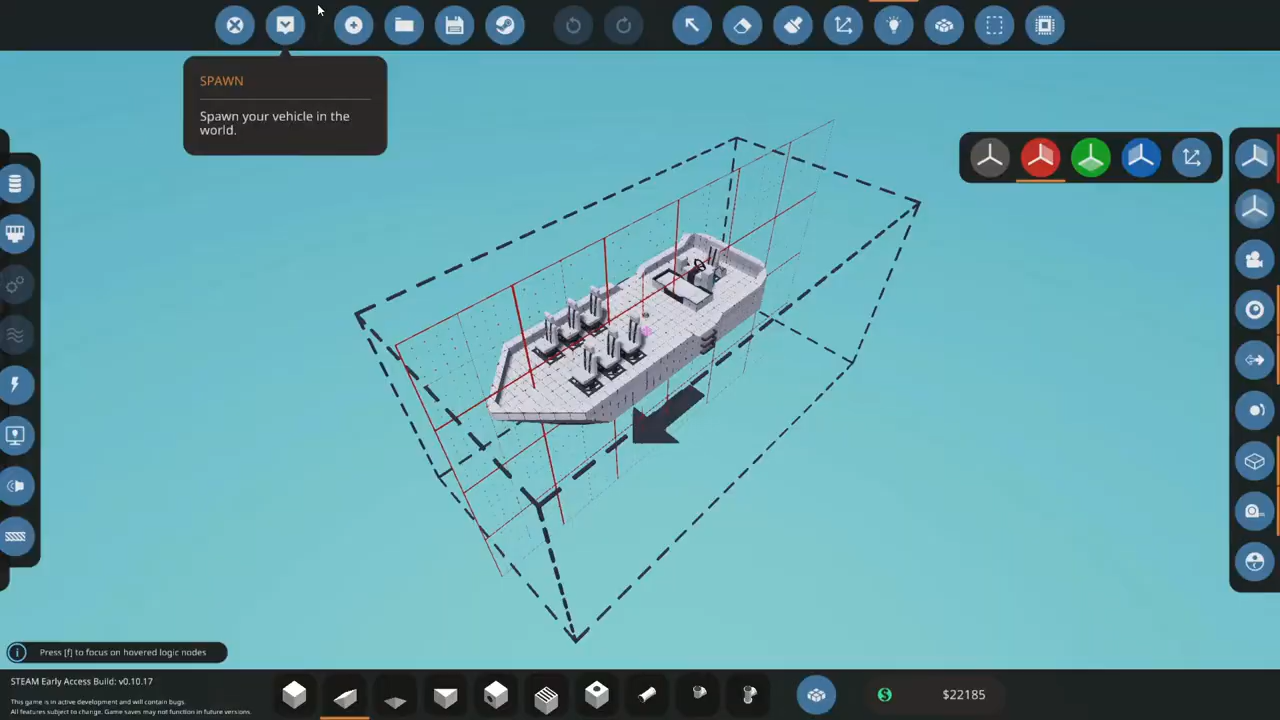 SPAWN
Spawn your vehicle in the
world.
Press [f] to focus on hovered logic nodes
STEAM Early Access Build: v0.10.17
This game is in active development and will contain bugs.
All features subject to change. Game saves may not function in future versions.
$22185